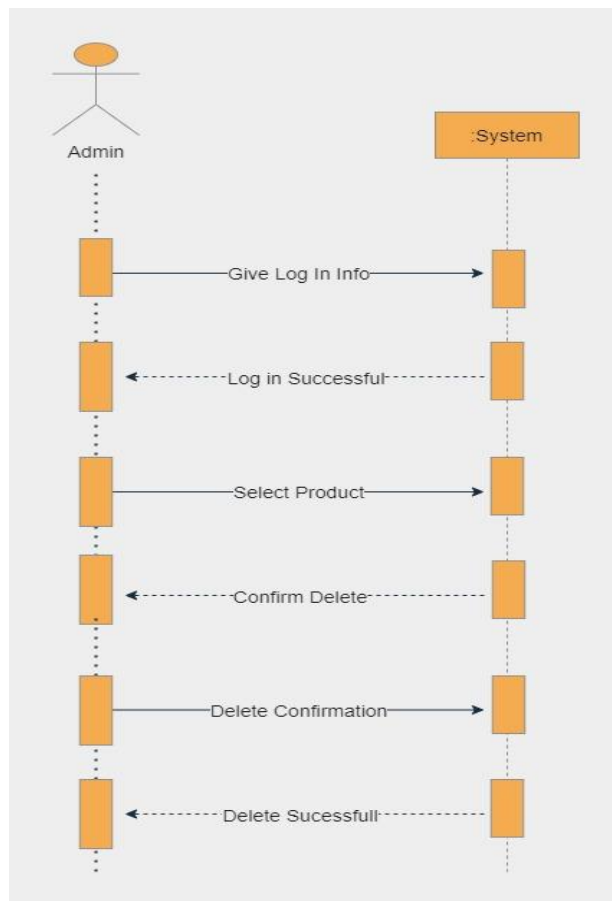 Admin
:System
Give Log In Info
Log in Successful
Select Product
Confirm Delete
Delete Confirmation
Delete Sucessfull